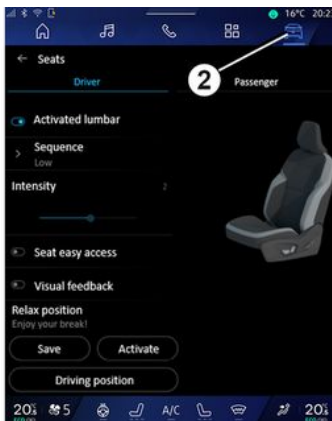 16°C 20:2
2
Seats
Driver
Passenger
Activated lumbar
Sequence
Low
Intensity
2
Seat easy access
Visual feedback
Relax position
Enjoy your break!
Save
Activate
Driving position
20
5
A/C
20